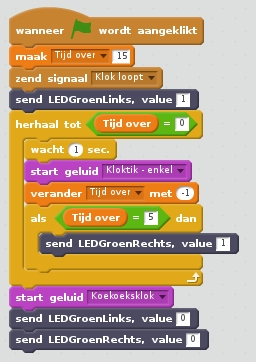 wanneer wordt aangeklikt
maak Tijd over 15
zend signaal Klok loopt
send LEDGroenLinks, value 1
herhaal tot Tijd over = 0
wacht 1 sec.
start geluid Kloktik - enkel
verander Tijd over met -1
als Tijd over = 5 dan
send LEDGroenRechts, value 1
start geluid Koekoeksklok
send LEDGroenLinks, value 0
send LEDGroenRechts, value 0